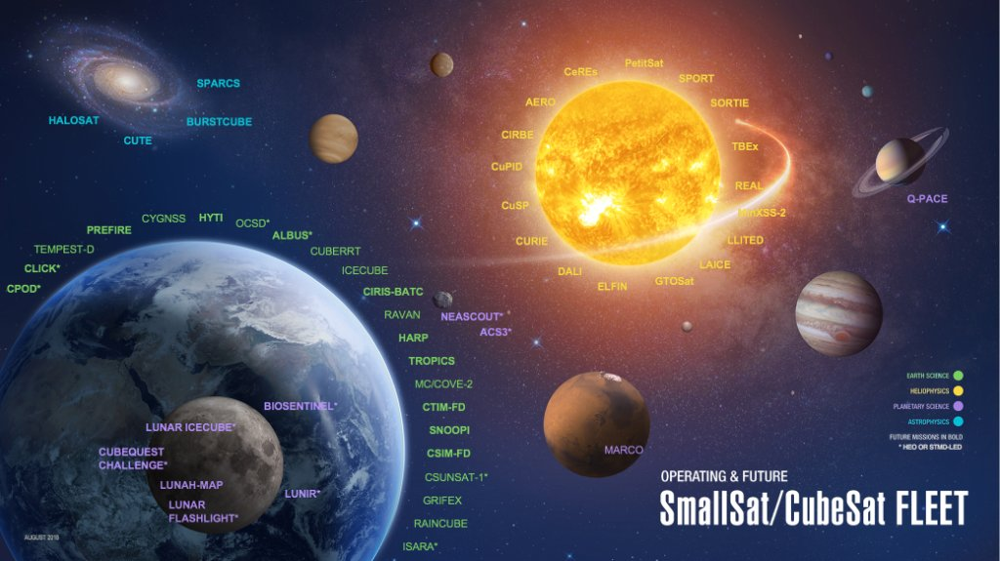 SPARCS
HALOSAT
BURSTCUBE
CUTE
PetitSat
CeREs
SPORT
AERO
SORTIE
CIRBE
TBEx
CuPID
REAL
CuSP
MinXSS-2
CURIE
LLITED
DALI
LAICE
ELFIN
GTOSat
Q-PACE
CYGNSS
HYTI
OCSD*
PREFIRE
ALBUS*
TEMPEST-D
CUBERRT
CLICK*
ICECUBE
CPOD*
CIRIS-BATC
RAVAN
NEASCOUT*
ACS3*
HARP
TROPICS
MC/COVE-2
CTIM-FD
SNOOPI
CSIM-FD
CSUNSAT-1*
GRIFEX
RAINCUBE
ISARA*
BIOSENTINEL*
LUNAR ICECUBE*
CUBEQUEST
CHALLENGE*
LUNAH-MAP
LUNIR*
LUNAR
FLASHLIGHT*
MARCO
EARTH SCIENCE
HELIOPHYSICS
PLANETARY SCIENCE
ASTROPHYSICS
FUTURE MISSIONS IN BOLD
* HEO OR STMD-LED
OPERATING & FUTURE
SmallSat/CubeSat FLEET